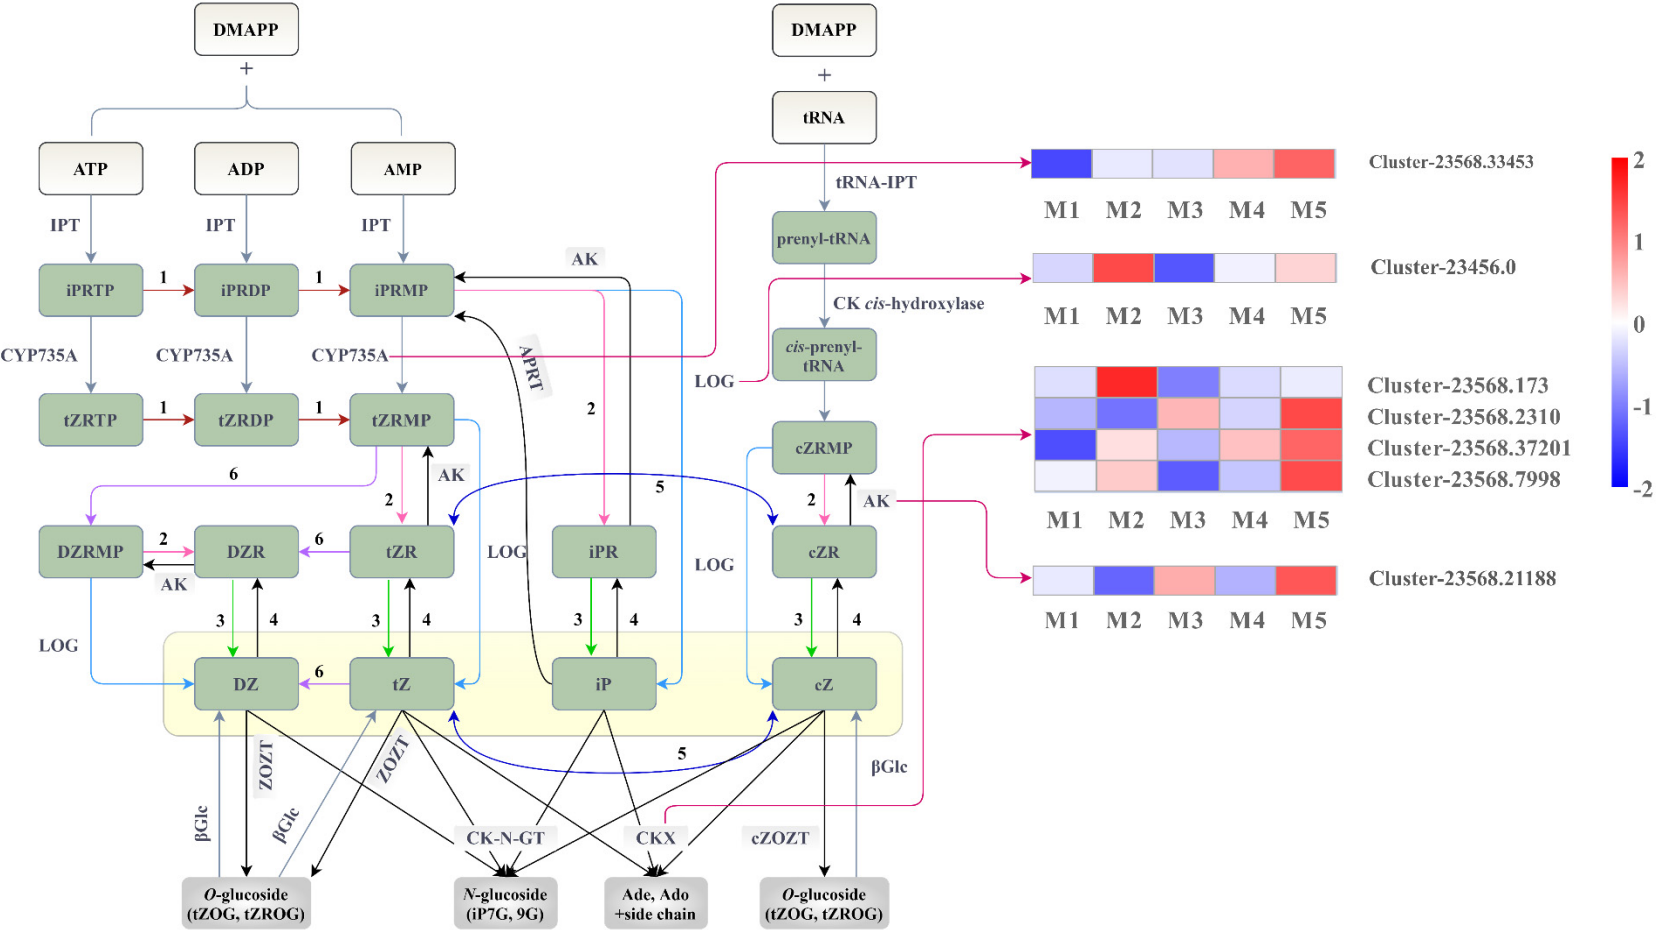 DMAPP
DMAPP
+
+
tRNA
ATP
ADP
AMP
Cluster-23568.33453
2
tRNA-IPT
M1 M2 M3 M4 M5
IPT
IPT
IPT
prenyl-tRNA
1
AK
Cluster-23456.0
iPRTP
1
iPRDP
1
iPRMP
CK cis-hydroxylase
M1 M2 M3 M4 M5
0
CYP735A
CYP735A
CYP735A
APRT
cis-prenyl-
tRNA
LOG
Cluster-23568.173
2
-1
tZRTP
1
tZRDP
1
tZRMP
Cluster-23568.2310
cZRMP
Cluster-23568.37201
6
AK
5
Cluster-23568.7998
-2
2
2
AK
M1 M2 M3 M4 M5
DZRMP
2
DZR
6
tZR
LOG
iPR
LOG
cZR
AK
Cluster-23568.21188
3
4
3
4
3
4
3
4
M1 M2 M3 M4 M5
LOG
DZ
6
tZ
iP
cZ
ZOZT
ZOZT
5
βGlc
βGlc
βGlc
CK-N-GT
CKX
cZOZT
O-glucoside
(tZOG, tZROG)
N-glucoside
(iP7G, 9G)
Ade, Ado
+side chain
O-glucoside
(tZOG, tZROG)